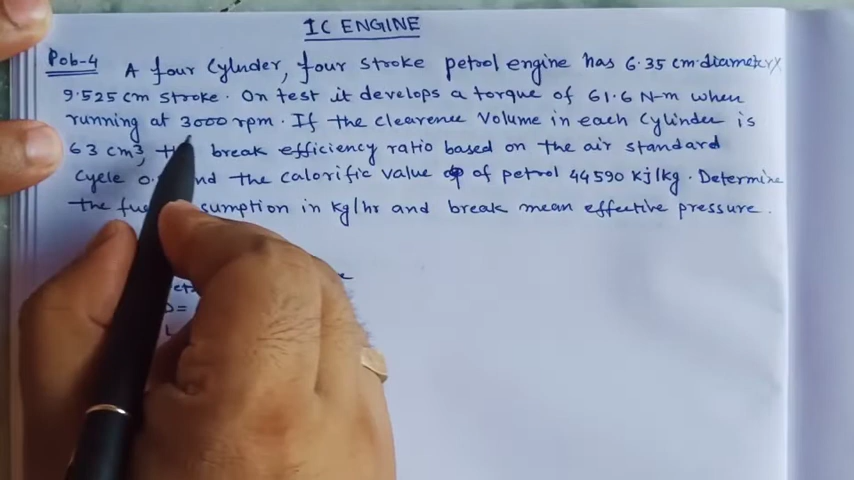 IC ENGINE
Pob-4 A four Cylnder, four stroke petrol engine has 6.35 cm diameter x
9.525 cm stroke. On test it develops a torque of 61.6 N-m when
running at 3000 rpm. If the clearence Volume in each Cylinder is
63 cm3, break efficiency ratio based on the air standard
Cycle 0. and the calorific value of petrol 44590 kj/kg. Determine
the sumption in kg/hr and break mean effective pressure.
D=
L